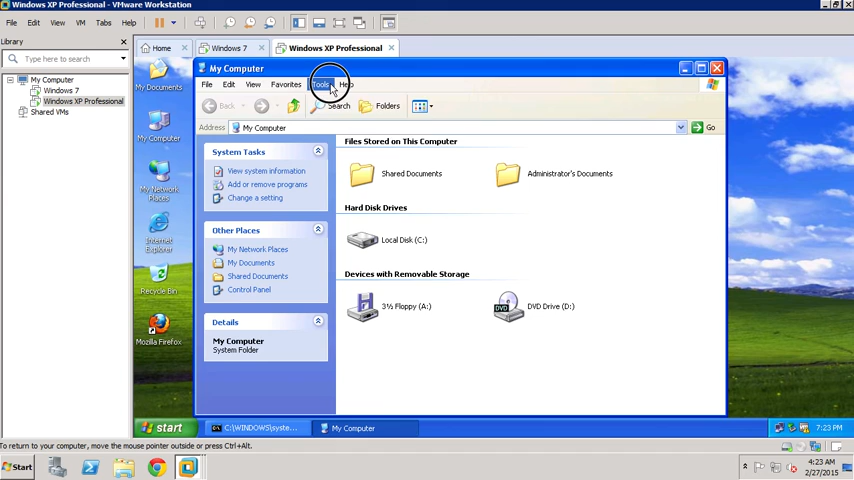 Windows XP Professional - VMware Workstation
File Edit View VM Tabs Help
Library
Type here to search
My Computer
Windows 7
Windows XP Professional
Shared VMs
Home
Windows 7
Windows XP Professional
My Documents
My Computer
My Network Places
Internet Explorer
Recycle Bin
Mozilla Firefox
My Computer
File Edit View Favorites Tools Help
Back Search Folders
Address My Computer Go
System Tasks
View system information
Add or remove programs
Change a setting
Other Places
My Network Places
My Documents
Shared Documents
Control Panel
Details
My Computer
System Folder
Files Stored on This Computer
Shared Documents
Administrator's Documents
Hard Disk Drives
Local Disk (C:)
Devices with Removable Storage
3½ Floppy (A:)
DVD
DVD Drive (D:)
start
C:\WINDOWS\syste...
My Computer
7:23 PM
To return to your computer, move the mouse pointer outside or press Ctrl+Alt.
Start
4:23 AM
2/27/2015